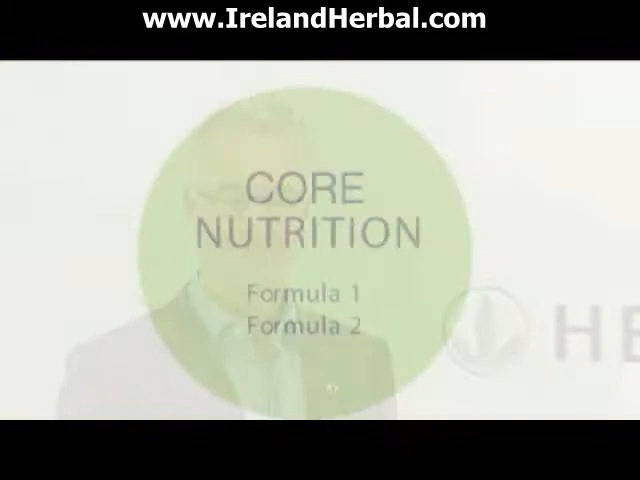 www.IrelandHerbal.com
CORE
NUTRITION
Formula 1
Formula 2
HE